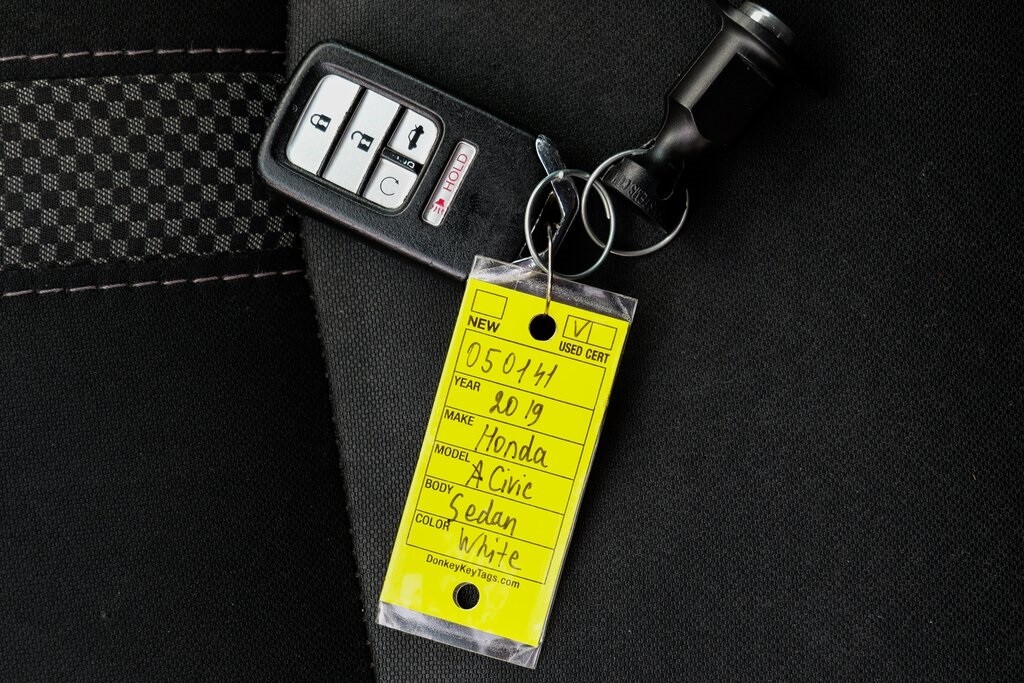 HOLD
NEW
USED CERT
050141
YEAR 2019
MAKE Honda
MODEL A Civic
BODY Sedan
COLOR White
DonkeyKeyTags.com